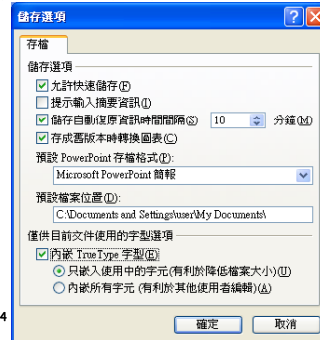 儲存選項
存檔
儲存選項
允許快速儲存(F)
提示輸入摘要資訊(I)
儲存自動復原資訊時間間隔(S) 10 分鐘(M)
存成舊版本時轉換圖表(C)
預設 PowerPoint 存檔格式(P):
Microsoft PowerPoint 簡報
預設檔案位置(D):
C:\Documents and Settings\user\My Documents\
僅供目前文件使用的字型選項
內嵌 TrueType 字型(E)
只嵌入使用中的字元(有利於降低檔案大小)(U)
內嵌所有字元 (有利於其他使用者編輯)(A)
4
確定 取消